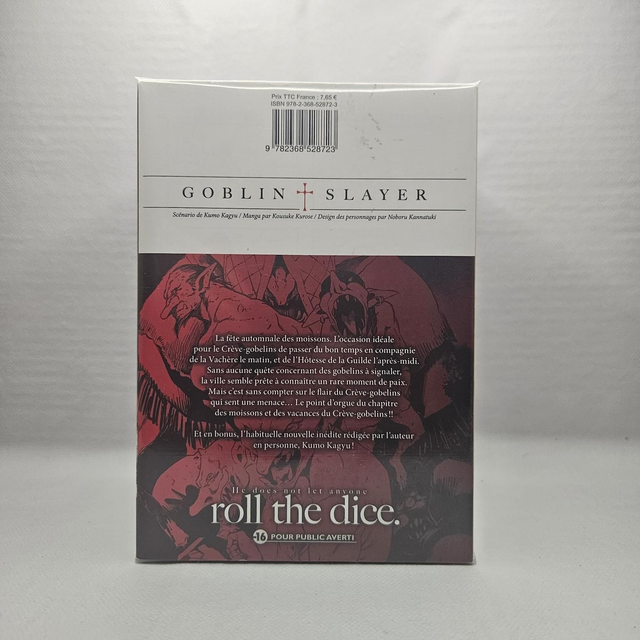 Prix TTC France : 7,65 €
ISBN 978-2-368-52872-3
9 782368 528723
GOBLIN SLAYER
Scénario de Kumo Kagyu / Manga par Kousuke Kurose / Design des personnages par Noboru Kannatuki
La fête automnale des moissons. L'occasion idéale
pour le Crève-gobelins de passer du bon temps en compagnie
de la Vachère le matin, et de l'Hôtesse de la Guilde l'après-midi.
Sans aucune quête concernant des gobelins à signaler,
la ville semble prête à connaître un rare moment de paix.
Mais c'est sans compter sur le flair du Crève-gobelins
qui sent une menace... Le point d'orgue du chapitre
des moissons et des vacances du Crève-gobelins !!
Et en bonus, l'habituelle nouvelle inédite rédigée par l'auteur
en personne, Kumo Kagyu !
He does not let anyone
roll the dice.
-16 POUR PUBLIC AVERTI